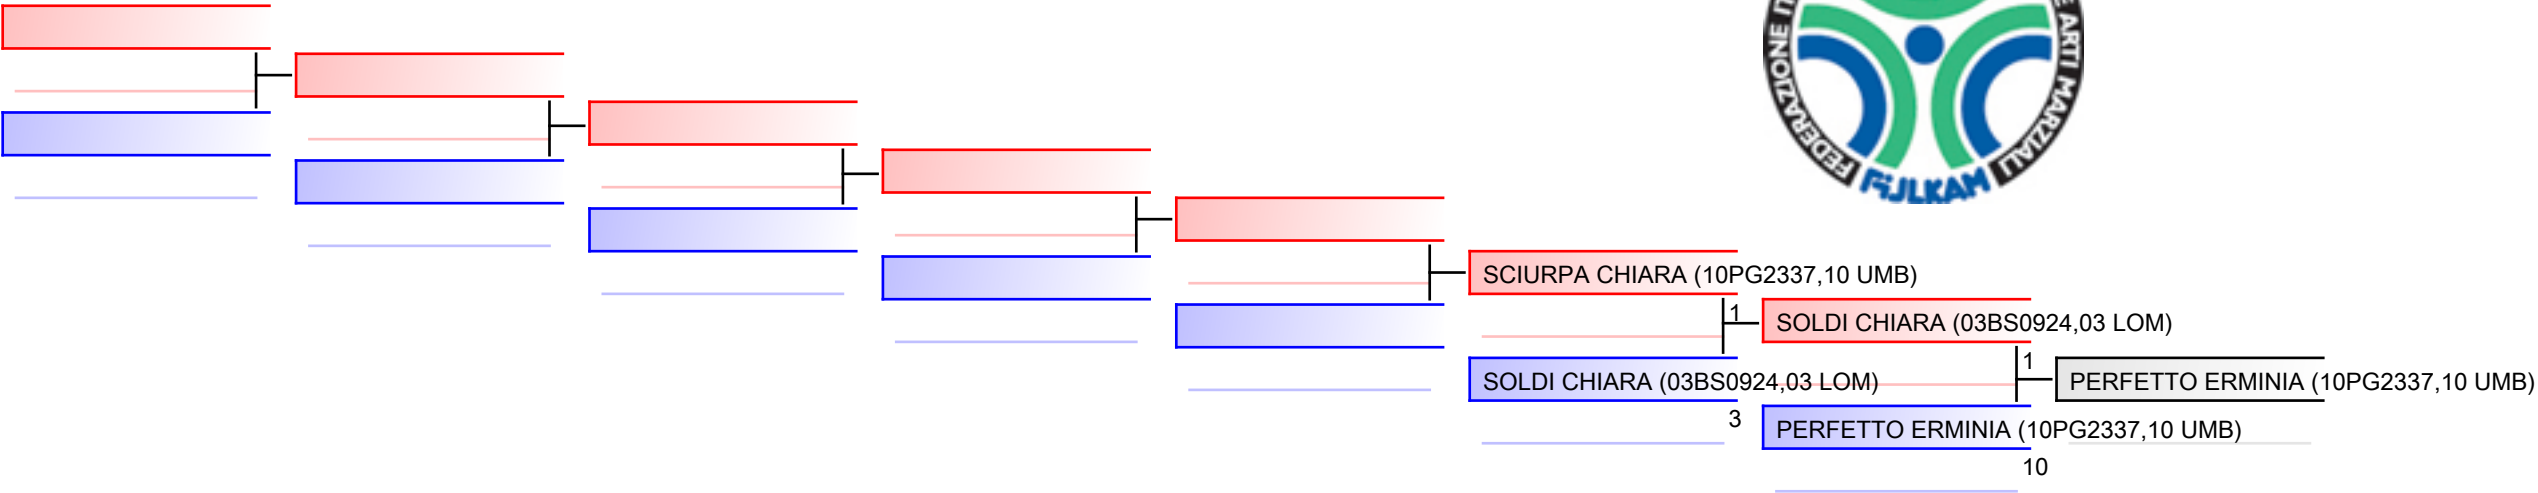 FEDERAZIONE
E ARTI MARZIALI
FIJLKAM
SCIURPA CHIARA (10PG2337,10 UMB)
1
SOLDI CHIARA (03BS0924,03 LOM)
1
SOLDI CHIARA (03BS0924,03 LOM)
PERFETTO ERMINIA (10PG2337,10 UMB)
3
PERFETTO ERMINIA (10PG2337,10 UMB)
10